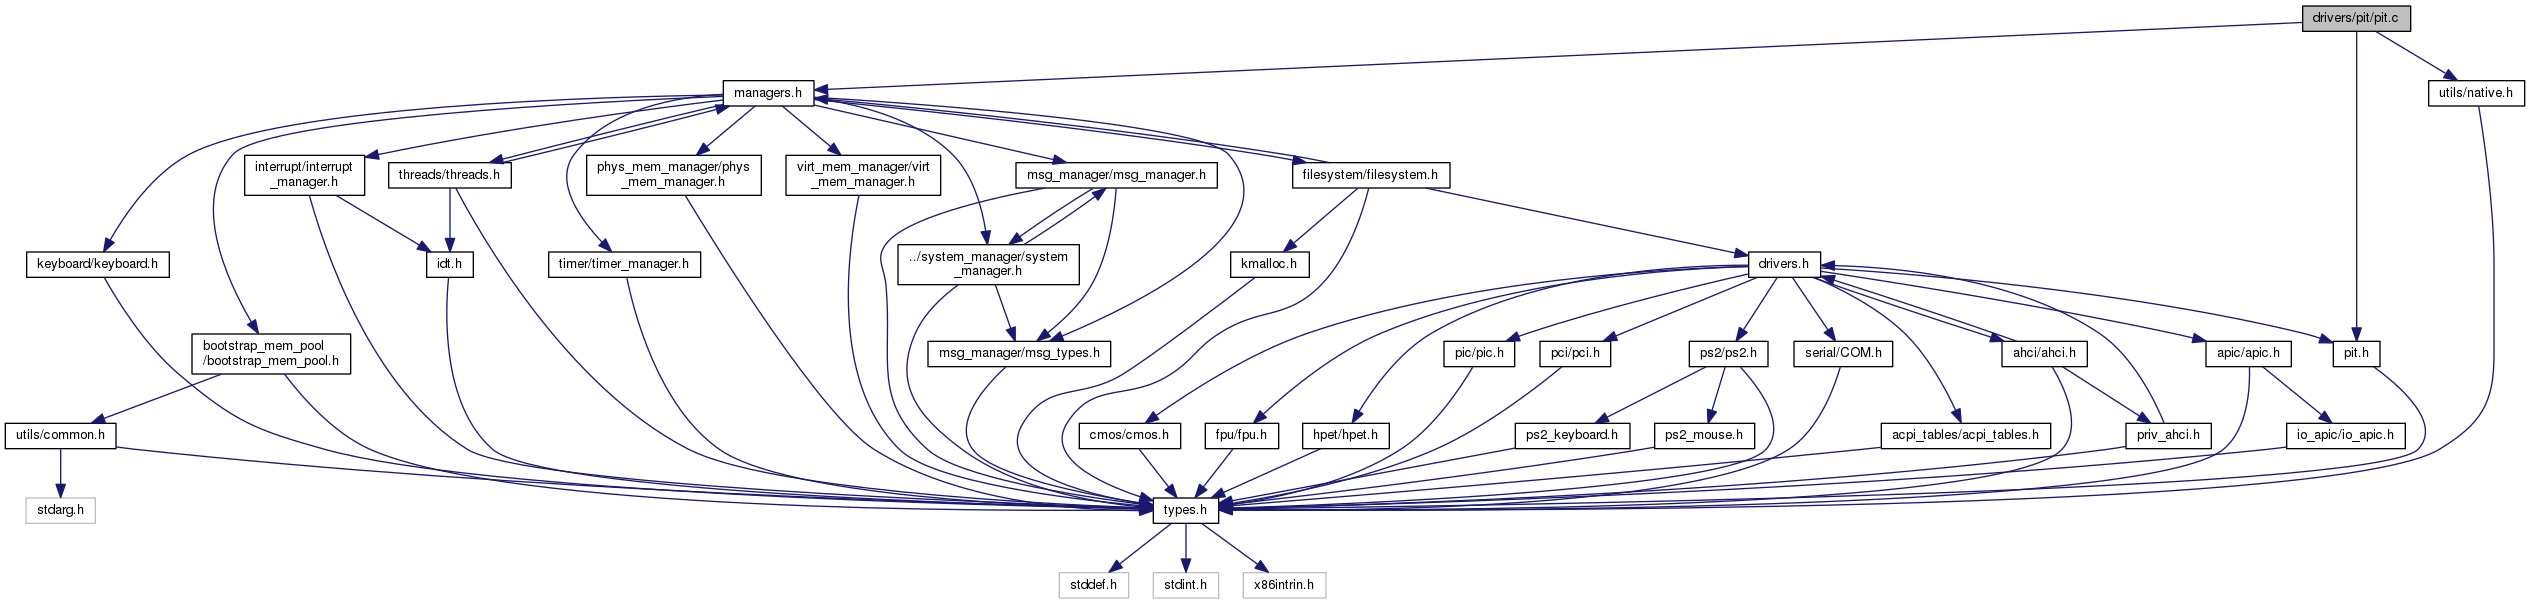 drivers/pit/pit.c
managers.h
utils/native.h
interrupt/interrupt
_manager.h
threads/threads.h
phys_mem_manager/phys
_mem_manager.h
virt_mem_manager/virt
_mem_manager.h
msg_manager/msg_manager.h
filesystem/filesystem.h
keyboard/keyboard.h
idt.h
timer/timer_manager.h
../system_manager/system
_manager.h
kmalloc.h
drivers.h
bootstrap_mem_pool
/bootstrap_mem_pool.h
msg_manager/msg_types.h
pic/pic.h
pci/pci.h
ps2/ps2.h
serial/COM.h
ahci/ahci.h
apic/apic.h
pit.h
utils/common.h
cmos/cmos.h
fpu/fpu.h
hpet/hpet.h
ps2_keyboard.h
ps2_mouse.h
acpi_tables/acpi_tables.h
priv_ahci.h
io_apic/io_apic.h
stdarg.h
types.h
stddef.h
stdint.h
x86intrin.h